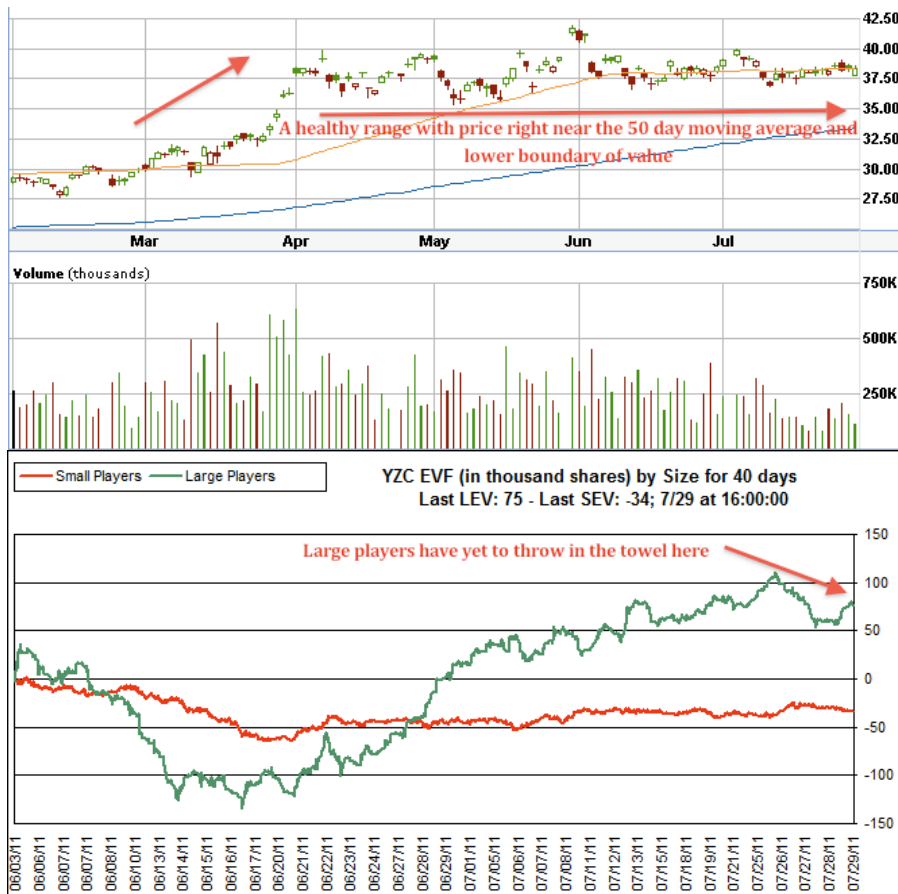 42.50
40.00
37.50
35.00
A healthy range with price right near the 50 day moving average and
lower boundary of value
32.50
30.00
27.50
Mar Apr May Jun Jul
Volume (thousands)
750K
500K
250K
Small Players Large Players
YZC EVF (in thousand shares) by Size for 40 days
Last LEV: 75 - Last SEV: -34; 7/29 at 16:00:00
Large players have yet to throw in the towel here
150
100
50
0
-50
-100
-150
06/03/11 06/06/11 06/07/11 06/07/11 06/08/11 06/10/11 06/13/11 06/14/11 06/15/11 06/16/11 06/17/11 06/20/11 06/21/11 06/22/11 06/23/11 06/24/11 06/27/11 06/28/11 06/29/11 07/01/11 07/05/11 07/06/11 07/07/11 07/08/11 07/11/11 07/12/11 07/13/11 07/14/11 07/15/11 07/18/11 07/19/11 07/21/11 07/25/11 07/26/11 07/27/11 07/28/11 07/29/11